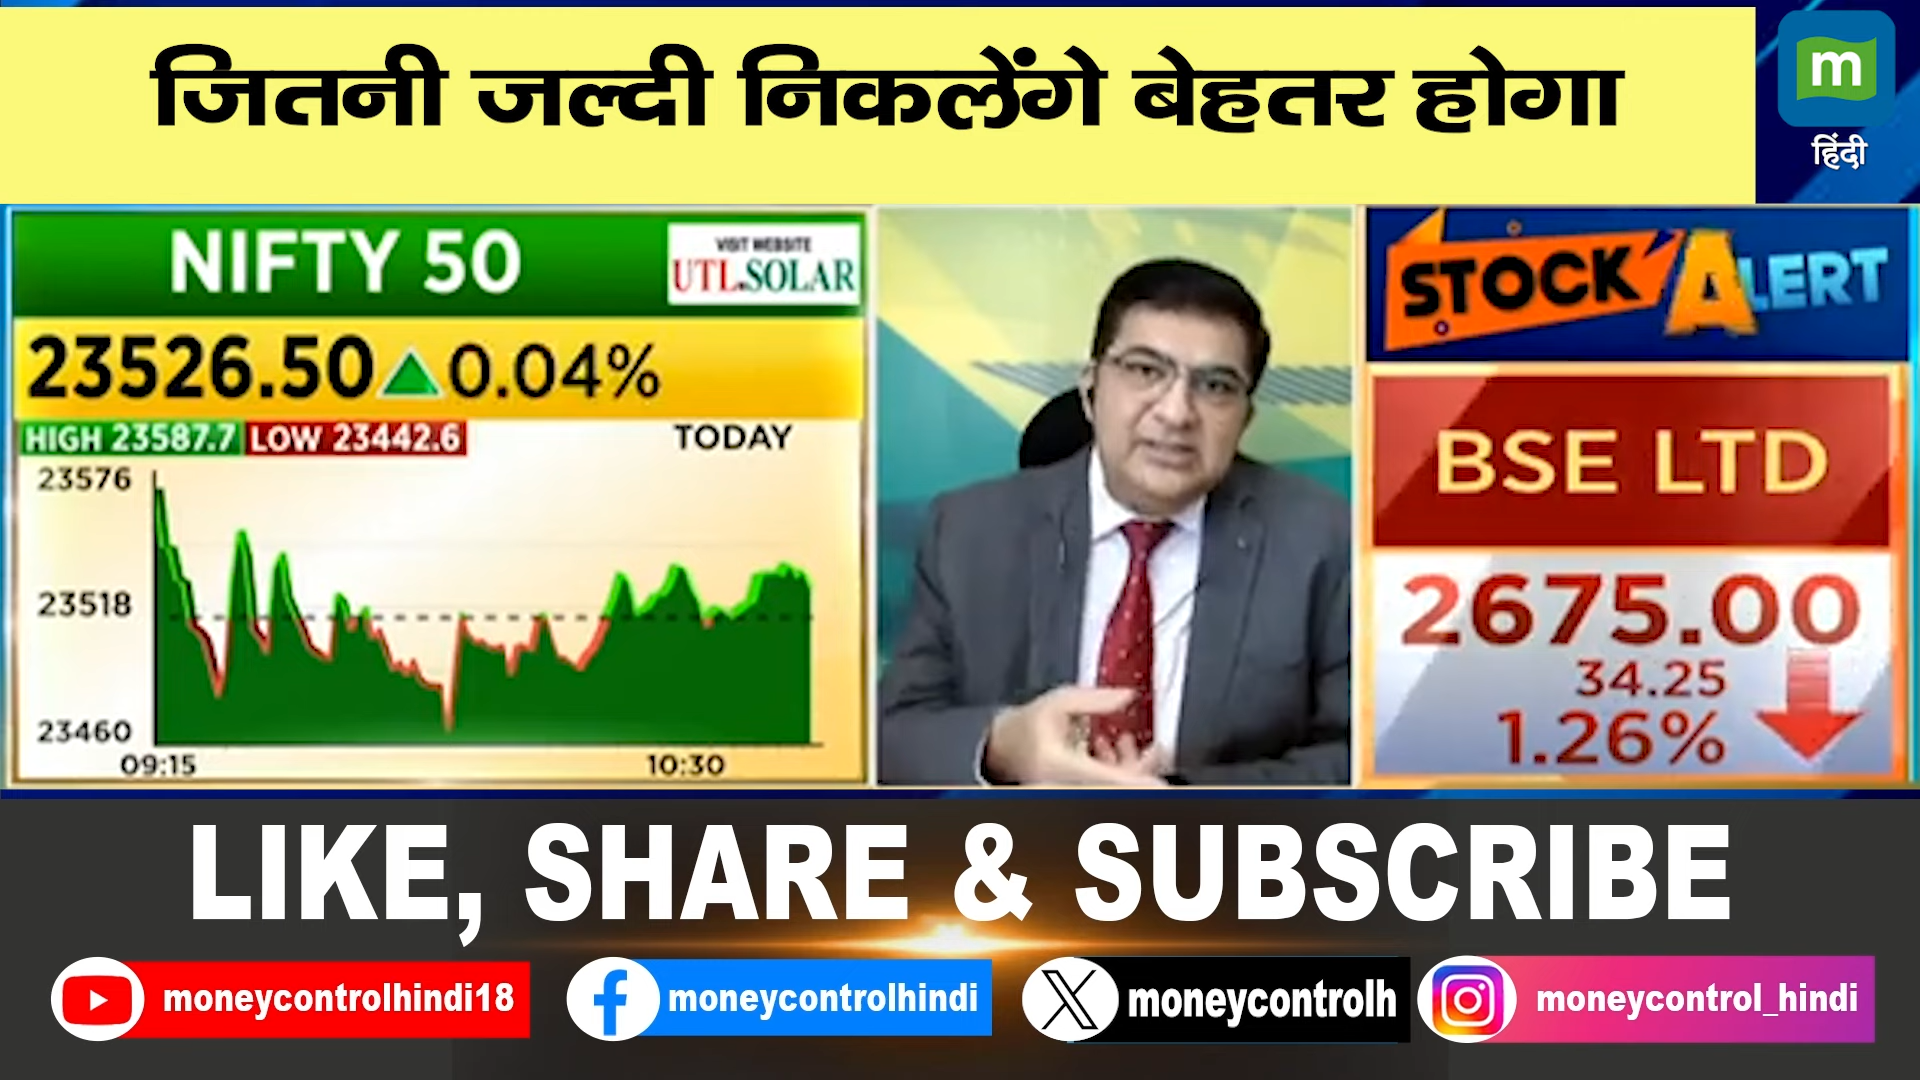 जितनी जल्दी निकलेंगे बेहतर होगा
m
हिंदी
NIFTY 50
VISIT WEBSITE
UTL.SOLAR
23526.50 0.04%
HIGH 23587.7 LOW 23442.6
TODAY
23576
23518
23460
09:15 10:30
STOCK ALERT
BSE LTD
2675.00
34.25
1.26%
LIKE, SHARE & SUBSCRIBE
moneycontrolhindi18
moneycontrolhindi
moneycontrolh
moneycontrol_hindi